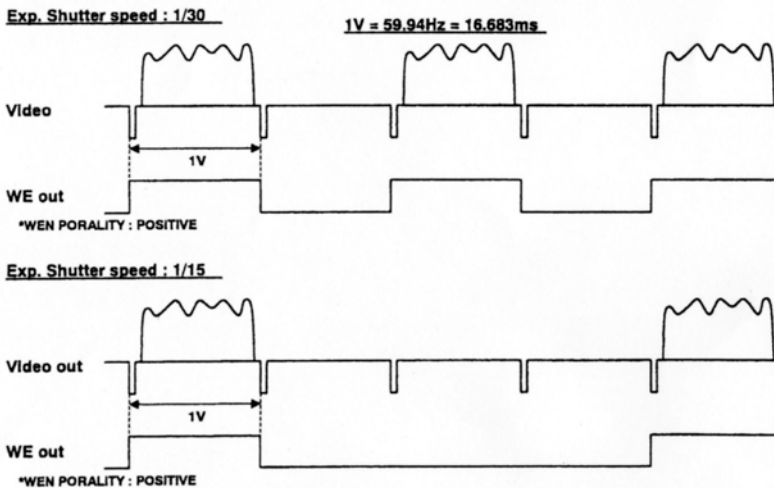 Exp. Shutter speed : 1/30
1V = 59.94Hz = 16.683ms
Video
1V
WE out
*WEN PORALITY : POSITIVE
Exp. Shutter speed : 1/15
Video out
1V
WE out
*WEN PORALITY : POSITIVE